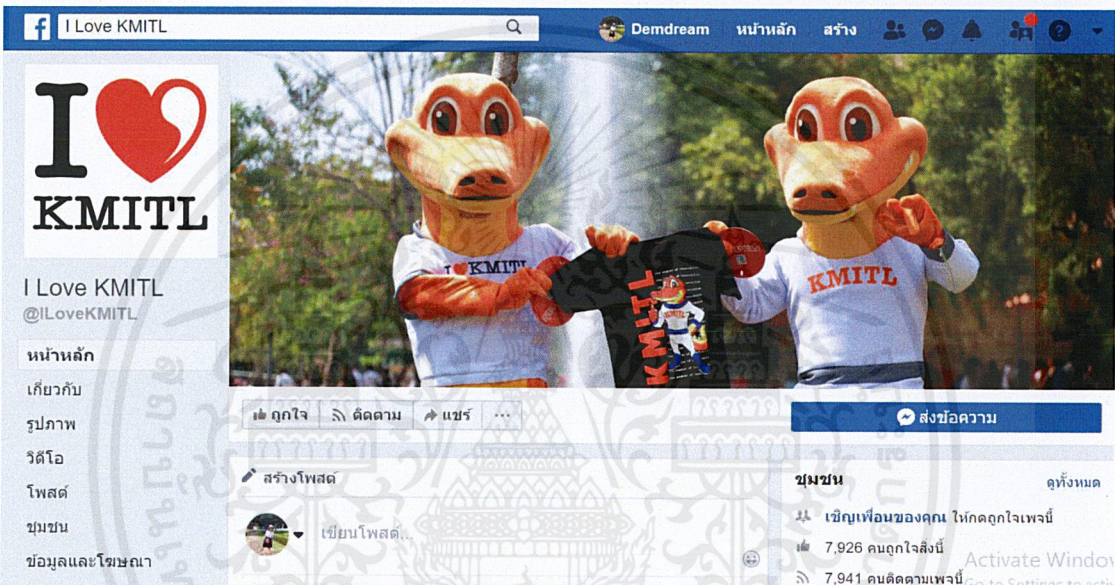 f I Love KMITL
Demdream หน้าหลัก สร้าง
I
KMITL
I KMITL
KMITL
KMITL
I Love KMITL
@ILoveKMITL
หน้าหลัก
เกี่ยวกับ
รูปภาพ
วิดีโอ
โพสต์
ชุมชน
ข้อมูลและโฆษณา
ถูกใจ ติดตาม แชร์ ...
ส่งข้อความ
สร้างโพสต์
เขียนโพสต์...
ชุมชน ดูทั้งหมด
เชิญเพื่อนของคุณ ให้กดถูกใจเพจนี้
7,926 คนถูกใจสิ่งนี้
7,941 คนติดตามเพจนี้
Activate Window
Go to Settings to acti